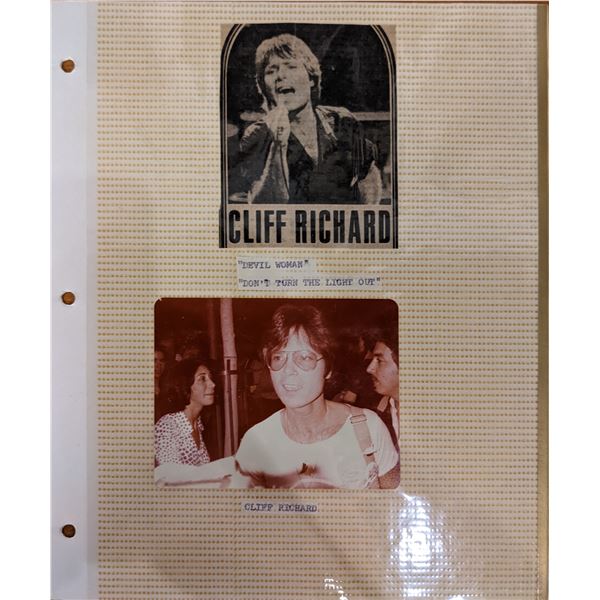 CLIFF RICHARD
"DEVIL WOMAN"
"DON'T TURN THE LIGHT OUT"
CLIFF RICHARD